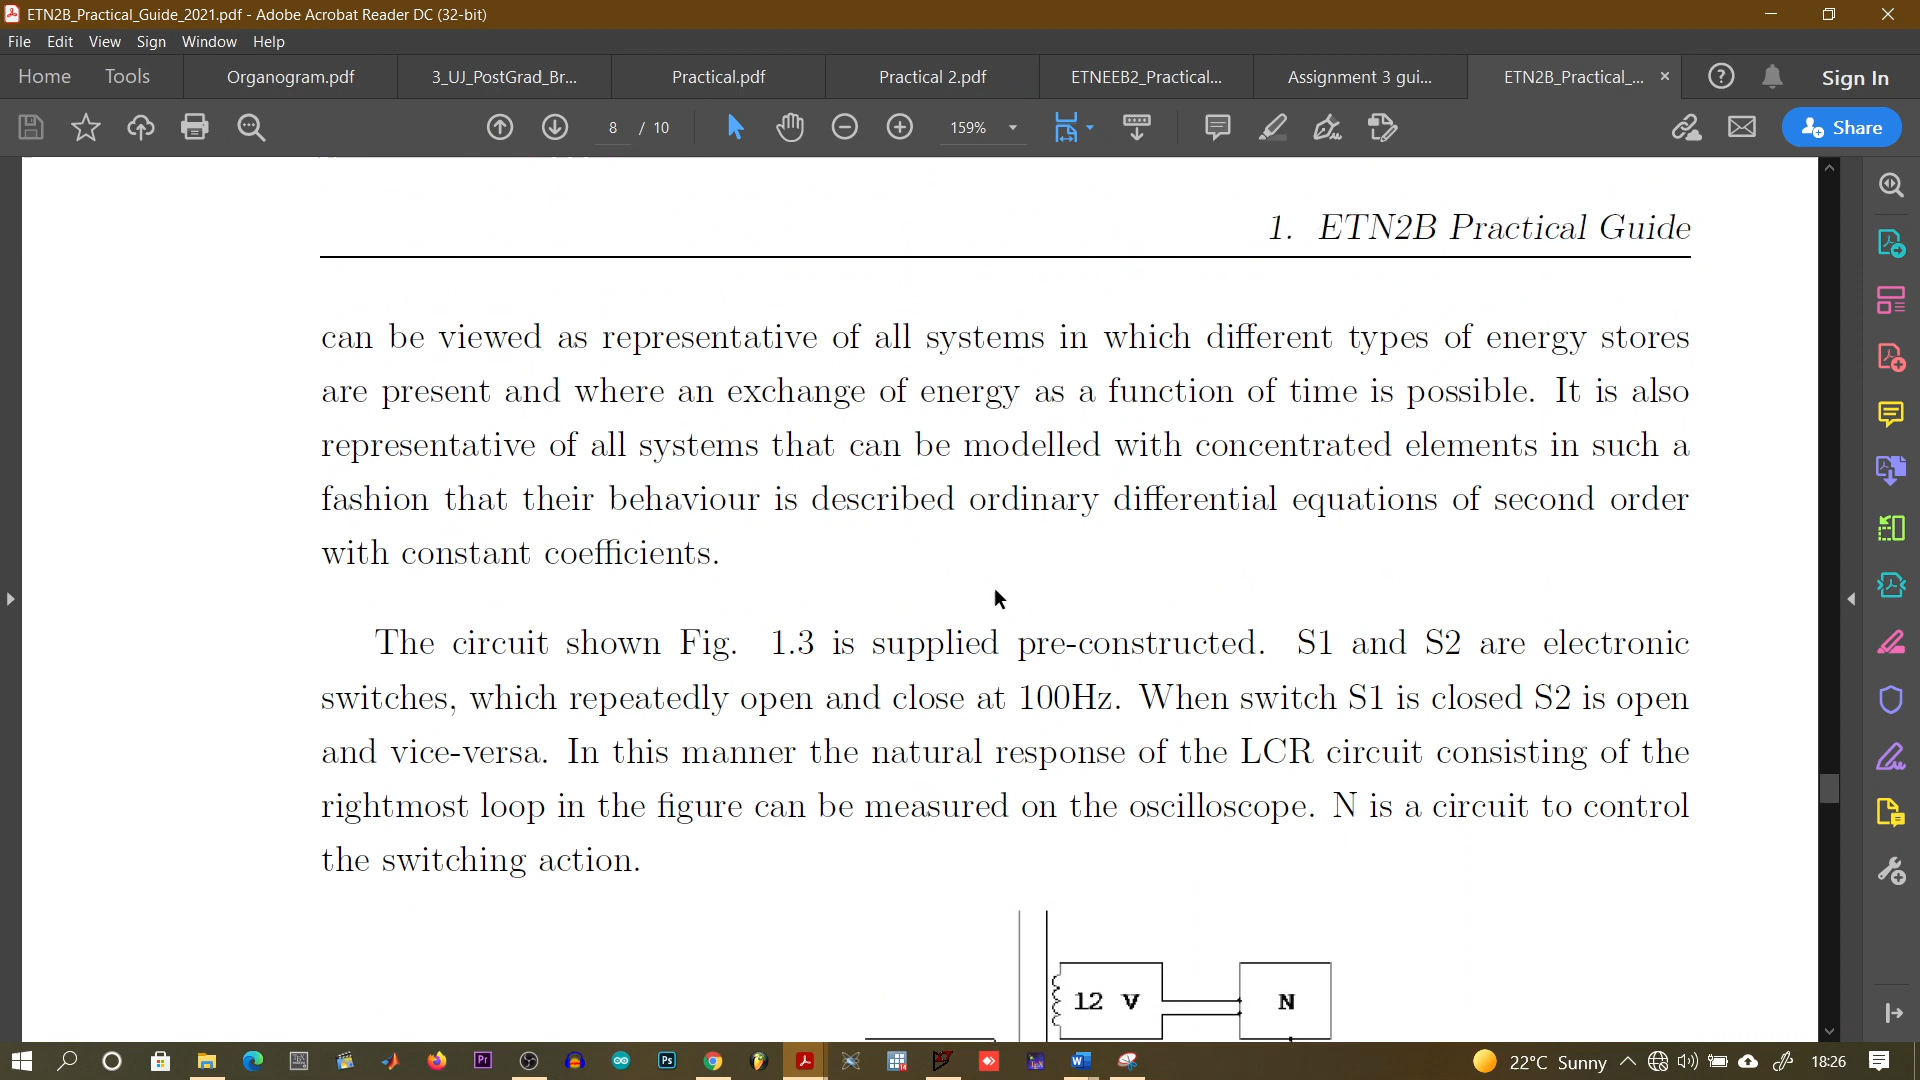 ETN2B_Practical_Guide_2021.pdf - Adobe Acrobat Reader DC (32-bit)
File Edit View Sign Window Help
Home Tools Organogram.pdf 3_UJ_PostGrad_Br... Practical.pdf Practical 2.pdf ETNEEB2_Practical... Assignment 3 gui... ETN2B_Practical_... Sign In
8 / 10 159% Share
1. ETN2B Practical Guide
can be viewed as representative of all systems in which different types of energy stores
are present and where an exchange of energy as a function of time is possible. It is also
representative of all systems that can be modelled with concentrated elements in such a
fashion that their behaviour is described ordinary differential equations of second order
with constant coefficients.
The circuit shown Fig. 1.3 is supplied pre-constructed. S1 and S2 are electronic
switches, which repeatedly open and close at 100Hz. When switch S1 is closed S2 is open
and vice-versa. In this manner the natural response of the LCR circuit consisting of the
rightmost loop in the figure can be measured on the oscilloscope. N is a circuit to control
the switching action.
12 V N
22°C Sunny 18:26